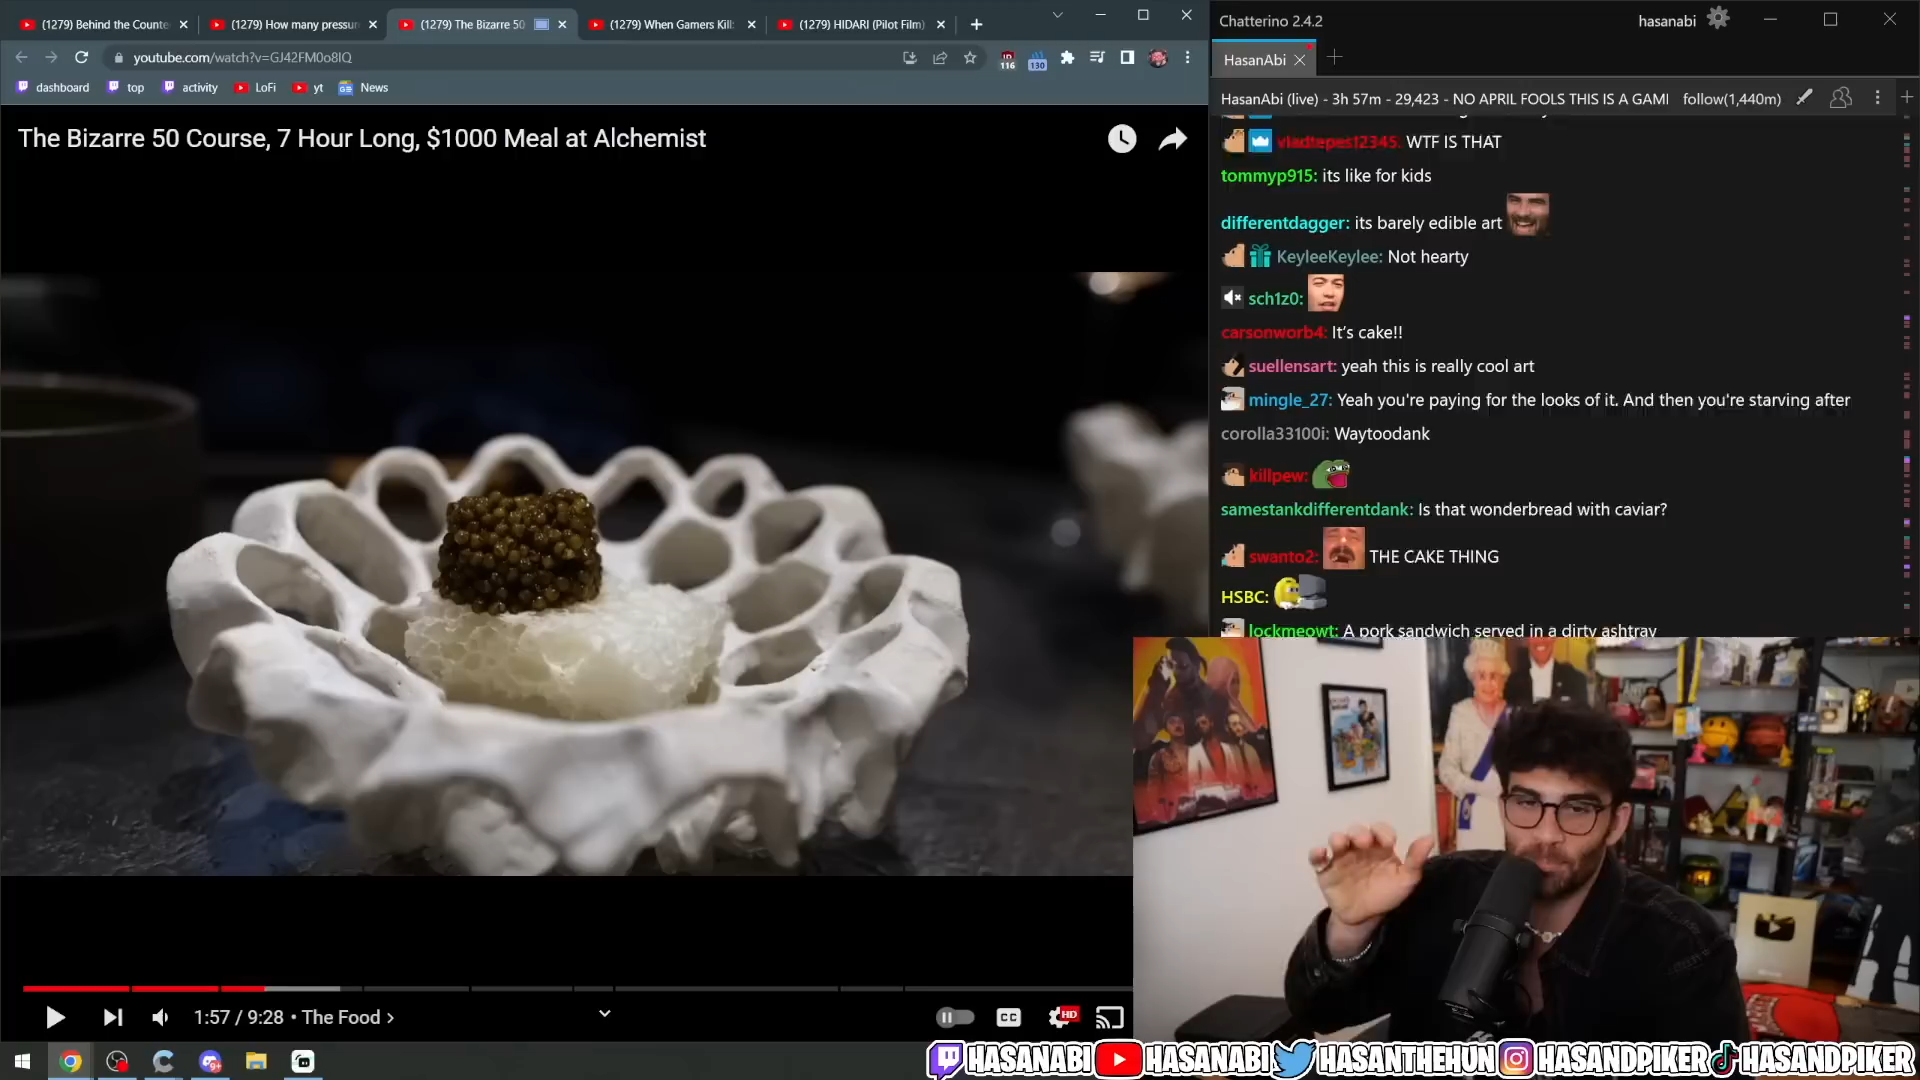 (1279) Behind the Counte
(1279) How many pressur
(1279) The Bizarre 50
(1279) When Gamers Kill
(1279) HIDARI (Pilot Film)
youtube.com/watch?v=GJ42FM0o8IQ
116
130
dashboard
top
activity
LoFi
yt
News
The Bizarre 50 Course, 7 Hour Long, $1000 Meal at Alchemist
1:57 / 9:28 • The Food ›
CC
HD
Chatterino 2.4.2
hasanabi
HasanAbi
HasanAbi (live) - 3h 57m - 29,423 - NO APRIL FOOLS THIS IS A GAMI
follow(1,440m)
vladtepes12345: WTF IS THAT
tommyp915: its like for kids
differentdagger: its barely edible art
KeyleeKeylee: Not hearty
sch1z0:
carsonworb4: It's cake!!
suellensart: yeah this is really cool art
mingle_27: Yeah you're paying for the looks of it. And then you're starving after
corolla33100i: Waytoodank
killpew:
samestankdifferentdank: Is that wonderbread with caviar?
swanto2: THE CAKE THING
HSBC:
lockmeowt: A pork sandwich served in a dirty ashtray
HASANABI HASANABI HASANTHEHUN HASANDPIKER HASANDPIKER